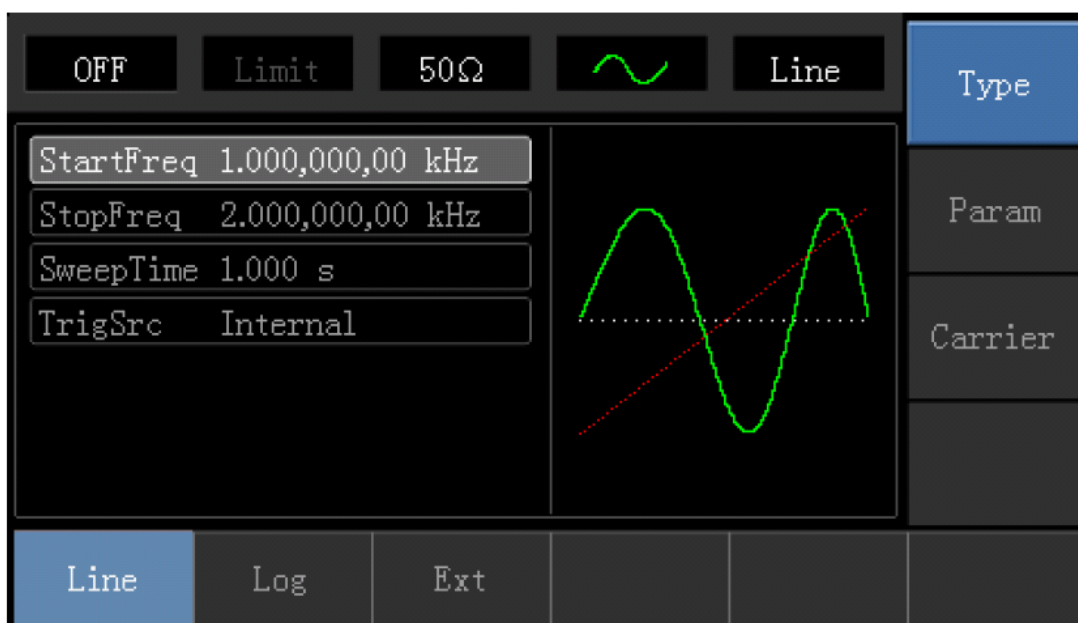 OFF Limit 50Ω Line Type
StartFreq 1.000,000,00 kHz
StopFreq 2.000,000,00 kHz
SweepTime 1.000 s
TrigSrc Internal
Param
Carrier
Line Log Ext